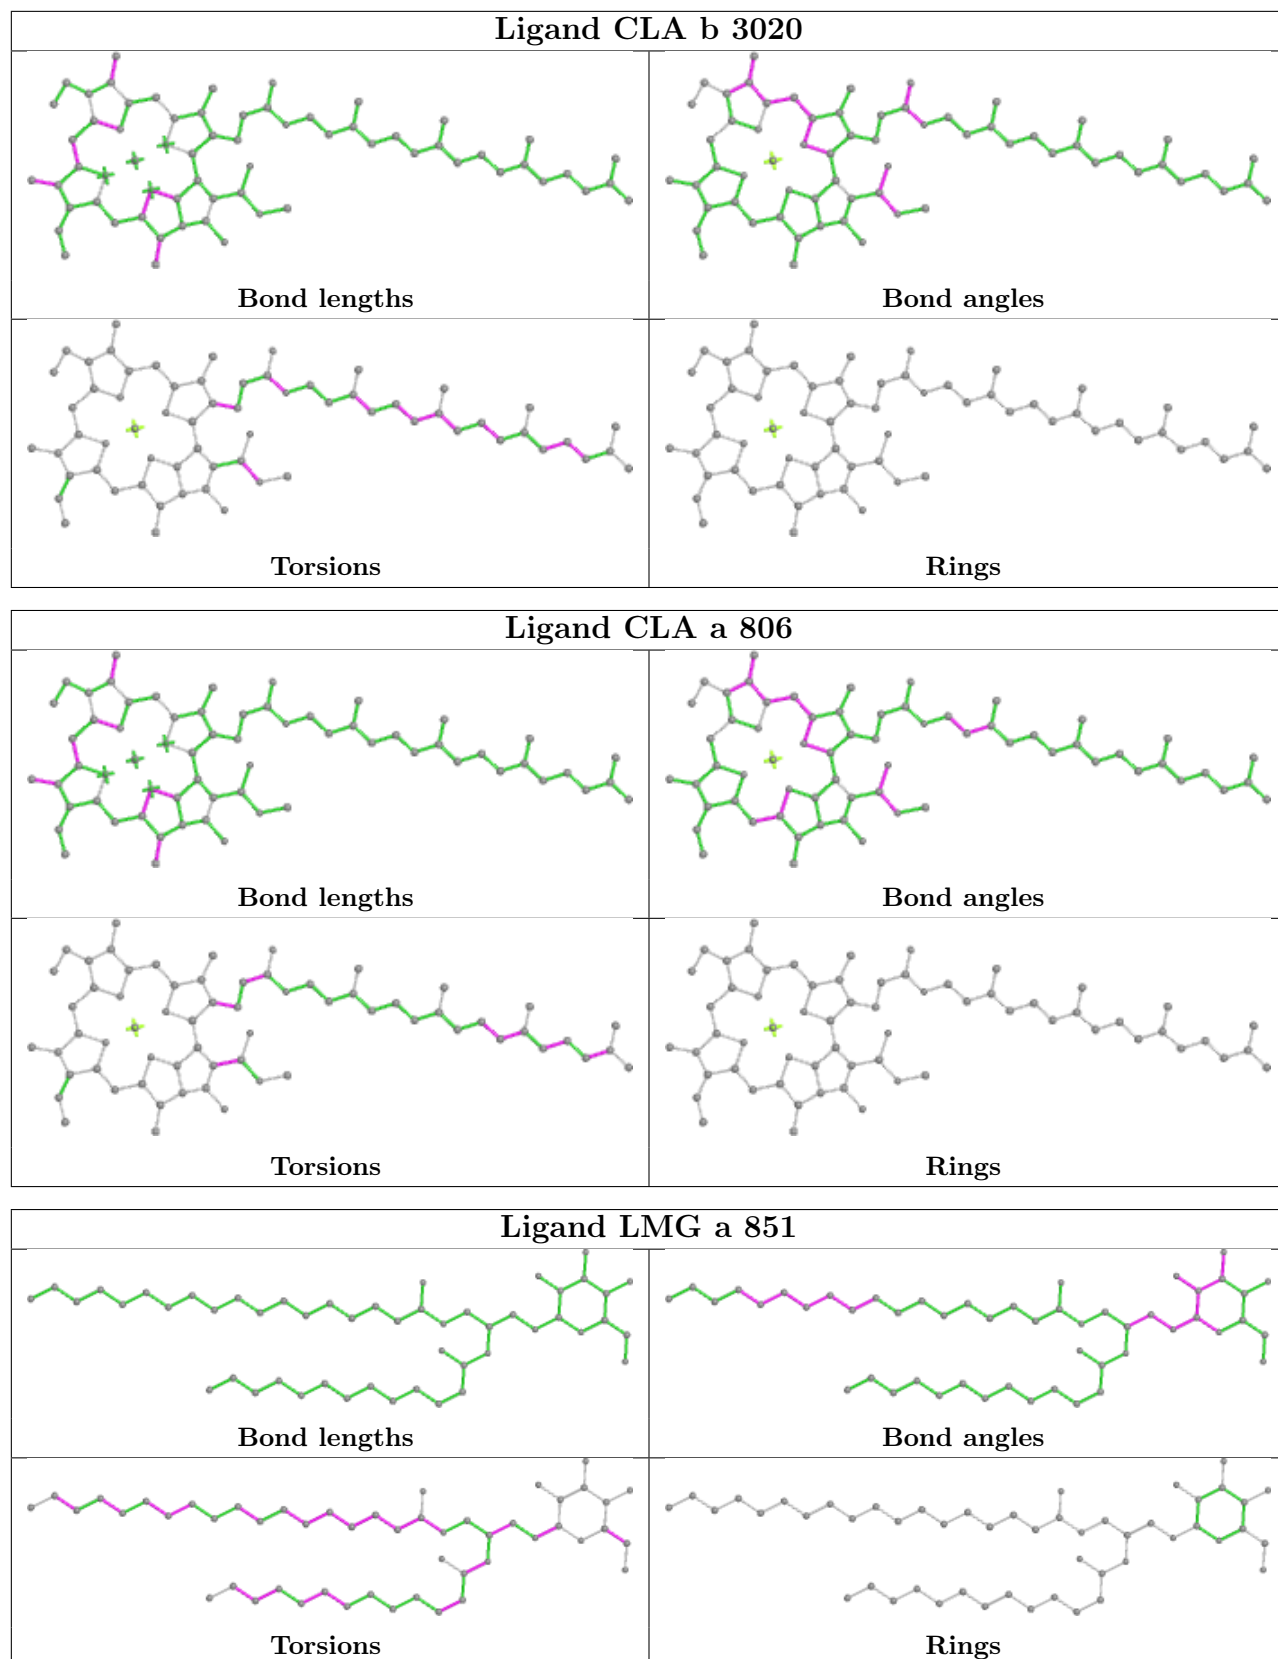 Ligand CLA b 3020
Bond lengths
Bond angles
Torsions
Rings
Ligand CLA a 806
Bond lengths
Bond angles
Torsions
Rings
Ligand LMG a 851
Bond lengths
Bond angles
Torsions
Rings